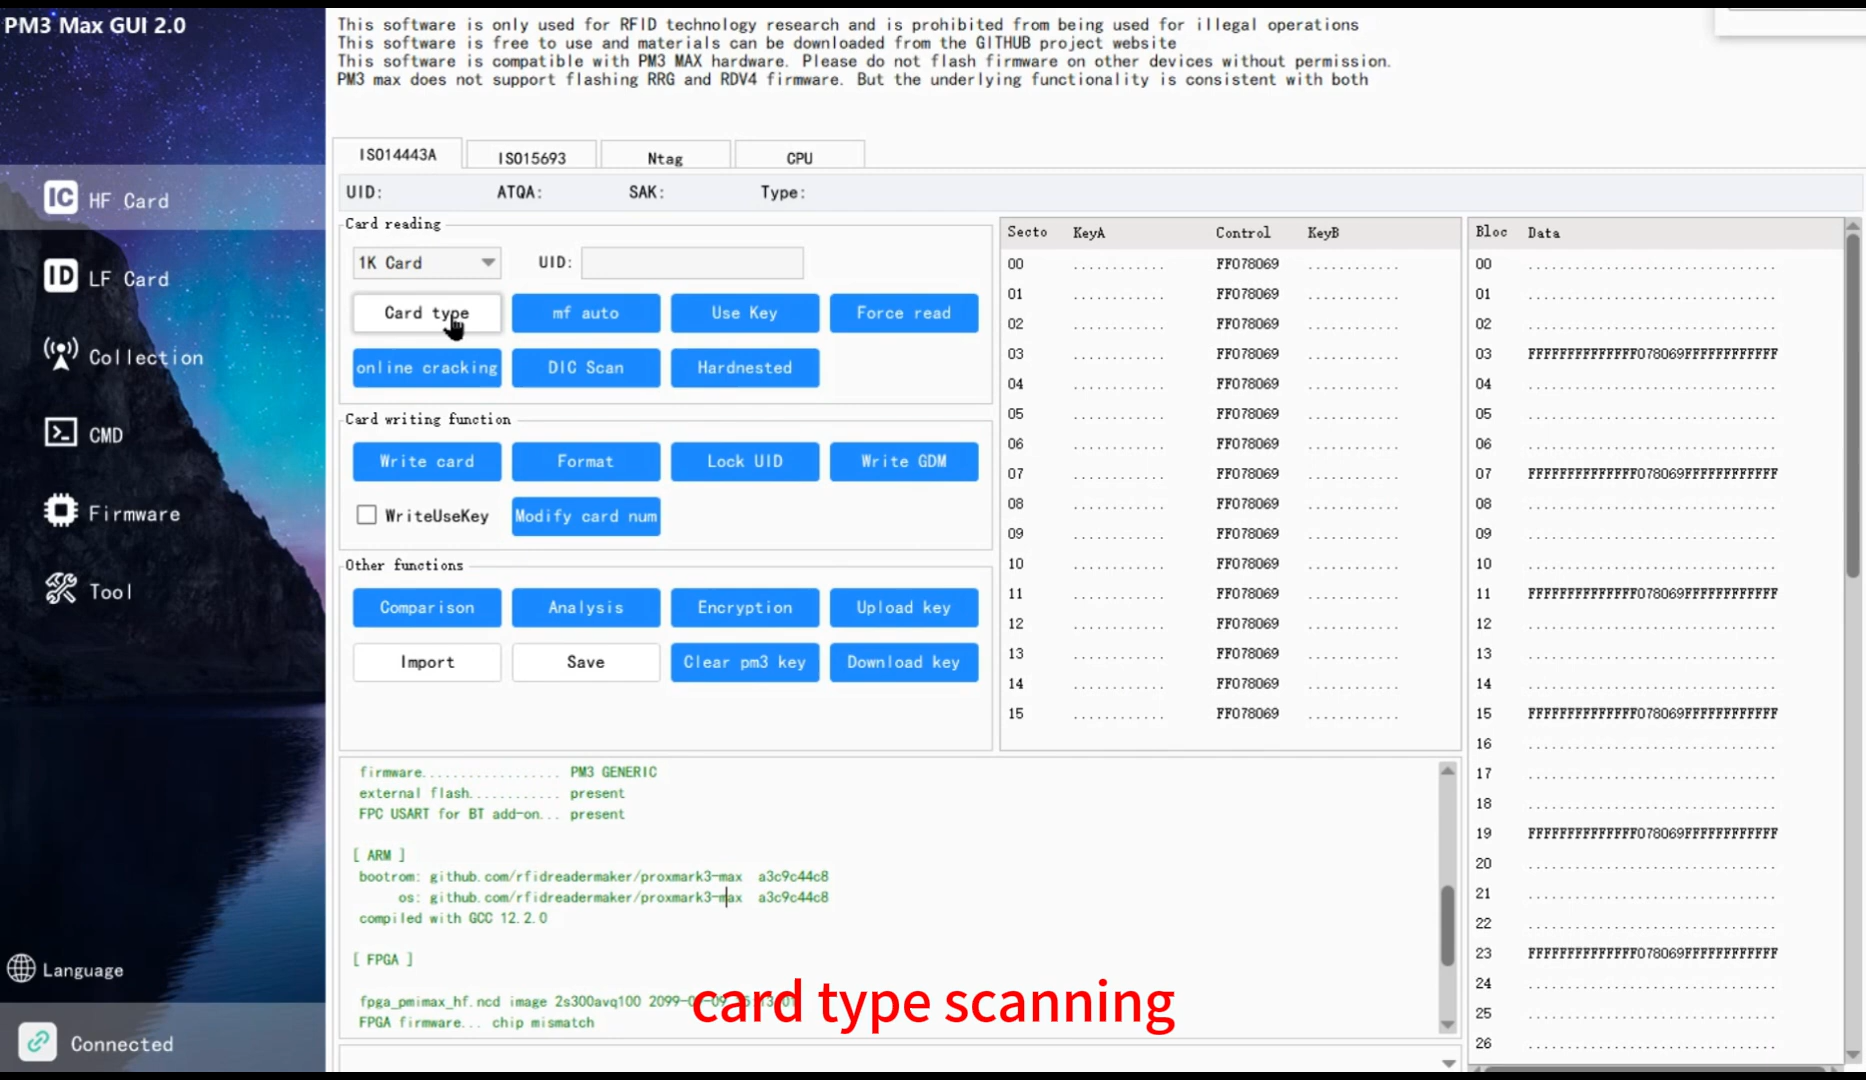 PM3 Max GUI 2.0
This software is only used for RFID technology research and is prohibited from being used for illegal operations
This software is free to use and materials can be downloaded from the GITHUB project website
This software is compatible with PM3 MAX hardware. Please do not flash firmware on other devices without permission.
PM3 max does not support flashing RRG and RDV4 firmware. But the underlying functionality is consistent with both
IC HF Card
ID LF Card
Collection
CMD
Firmware
Tool
Language
Connected
ISO14443A ISO15693 Ntag CPU
UID: ATQA: SAK: Type:
Card reading
1K Card UID:
Card type mf auto Use Key Force read
online cracking DIC Scan Hardnested
Card writing function
Write card Format Lock UID Write GDM
WriteUseKey Modify card num
Other functions
Comparison Analysis Encryption Upload key
Import Save Clear pm3 key Download key
Secto KeyA Control KeyB
00 ............ FF078069 ............
01 ............ FF078069 ............
02 ............ FF078069 ............
03 ............ FF078069 ............
04 ............ FF078069 ............
05 ............ FF078069 ............
06 ............ FF078069 ............
07 ............ FF078069 ............
08 ............ FF078069 ............
09 ............ FF078069 ............
10 ............ FF078069 ............
11 ............ FF078069 ............
12 ............ FF078069 ............
13 ............ FF078069 ............
14 ............ FF078069 ............
15 ............ FF078069 ............
Bloc Data
00 ................................
01 ................................
02 ................................
03 FFFFFFFFFFFFFF078069FFFFFFFFFFFF
04 ................................
05 ................................
06 ................................
07 FFFFFFFFFFFFFF078069FFFFFFFFFFFF
08 ................................
09 ................................
10 ................................
11 FFFFFFFFFFFFFF078069FFFFFFFFFFFF
12 ................................
13 ................................
14 ................................
15 FFFFFFFFFFFFFF078069FFFFFFFFFFFF
16 ................................
17 ................................
18 ................................
19 FFFFFFFFFFFFFF078069FFFFFFFFFFFF
20 ................................
21 ................................
22 ................................
23 FFFFFFFFFFFFFF078069FFFFFFFFFFFF
24 ................................
25 ................................
26 ................................
firmware.................. PM3 GENERIC
external flash............ present
FPC USART for BT add-on... present
[ ARM ]
bootrom: github.com/rfidreadermaker/proxmark3-max a3c9c44c8
os: github.com/rfidreadermaker/proxmark3-max a3c9c44c8
compiled with GCC 12.2.0
[ FPGA ]
fpga_pmimax_hf.ncd image 2s300avq100
FPGA firmware... chip mismatch
card type scanning